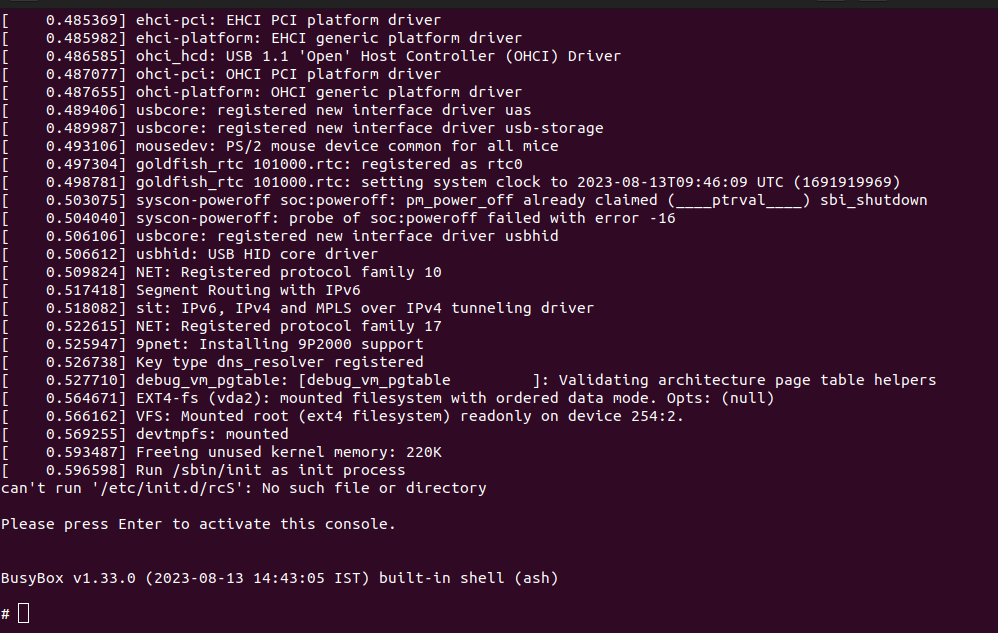 [    0.485369] ehci-pci: EHCI PCI platform driver
[    0.485982] ehci-platform: EHCI generic platform driver
[    0.486585] ohci_hcd: USB 1.1 'Open' Host Controller (OHCI) Driver
[    0.487077] ohci-pci: OHCI PCI platform driver
[    0.487655] ohci-platform: OHCI generic platform driver
[    0.489406] usbcore: registered new interface driver uas
[    0.489987] usbcore: registered new interface driver usb-storage
[    0.493106] mousedev: PS/2 mouse device common for all mice
[    0.497304] goldfish_rtc 101000.rtc: registered as rtc0
[    0.498781] goldfish_rtc 101000.rtc: setting system clock to 2023-08-13T09:46:09 UTC (1691919969)
[    0.503075] syscon-poweroff soc:poweroff: pm_power_off already claimed (____ptrval____) sbi_shutdown
[    0.504040] syscon-poweroff: probe of soc:poweroff failed with error -16
[    0.506106] usbcore: registered new interface driver usbhid
[    0.506612] usbhid: USB HID core driver
[    0.509824] NET: Registered protocol family 10
[    0.517418] Segment Routing with IPv6
[    0.518082] sit: IPv6, IPv4 and MPLS over IPv4 tunneling driver
[    0.522615] NET: Registered protocol family 17
[    0.525947] 9pnet: Installing 9P2000 support
[    0.526738] Key type dns_resolver registered
[    0.527710] debug_vm_pgtable: [debug_vm_pgtable         ]: Validating architecture page table helpers
[    0.564671] EXT4-fs (vda2): mounted filesystem with ordered data mode. Opts: (null)
[    0.566162] VFS: Mounted root (ext4 filesystem) readonly on device 254:2.
[    0.569255] devtmpfs: mounted
[    0.593487] Freeing unused kernel memory: 220K
[    0.596598] Run /sbin/init as init process
can't run '/etc/init.d/rcS': No such file or directory
Please press Enter to activate this console.
BusyBox v1.33.0 (2023-08-13 14:43:05 IST) built-in shell (ash)
#